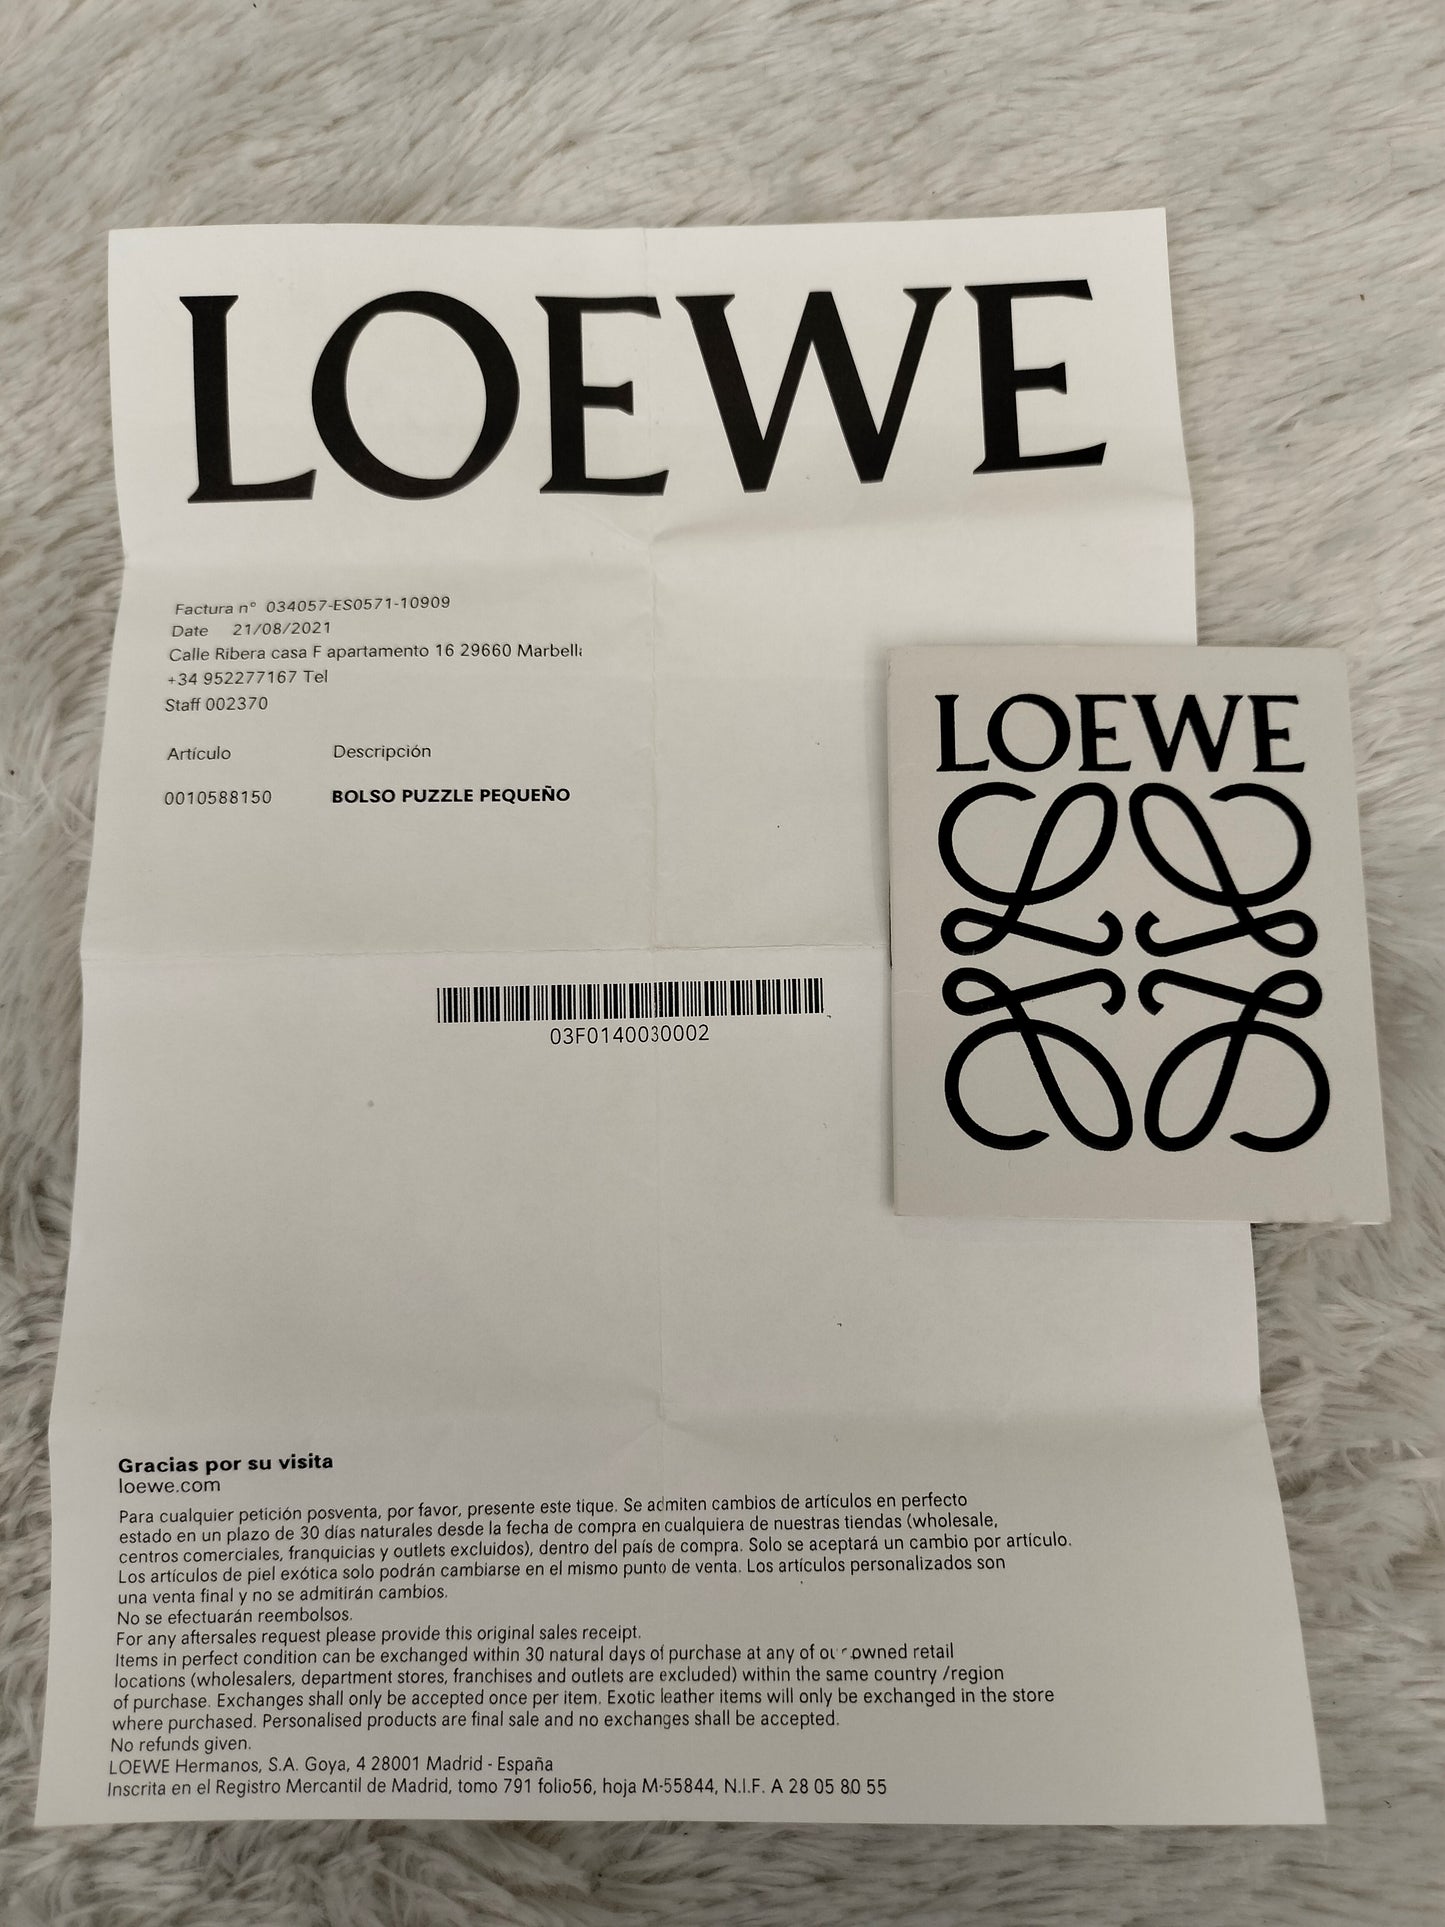 LOEWE
Factura n° 034057-ES0571-10909
Date 21/08/2021
Calle Ribera casa F apartamento 16 29660 Marbella
+34 952277167 Tel
Staff 002370
Artículo Descripción
0010588150 BOLSO PUZZLE PEQUEÑO
03F0140030002
LOEWE
Gracias por su visita
loewe.com
Para cualquier petición posventa, por favor, presente este tique. Se admiten cambios de artículos en perfecto
estado en un plazo de 30 días naturales desde la fecha de compra en cualquiera de nuestras tiendas (wholesale,
centros comerciales, franquicias y outlets excluidos), dentro del país de compra. Solo se aceptará un cambio por artículo.
Los artículos de piel exótica solo podrán cambiarse en el mismo punto de venta. Los artículos personalizados son
una venta final y no se admitirán cambios.
No se efectuarán reembolsos.
For any aftersales request please provide this original sales receipt.
Items in perfect condition can be exchanged within 30 natural days of purchase at any of our owned retail
locations (wholesalers, department stores, franchises and outlets are excluded) within the same country /region
of purchase. Exchanges shall only be accepted once per item. Exotic leather items will only be exchanged in the store
where purchased. Personalised products are final sale and no exchanges shall be accepted.
No refunds given.
LOEWE Hermanos, S.A. Goya, 4 28001 Madrid - España
Inscrita en el Registro Mercantil de Madrid, tomo 791 folio56, hoja M-55844, N.I.F. A 28 05 80 55